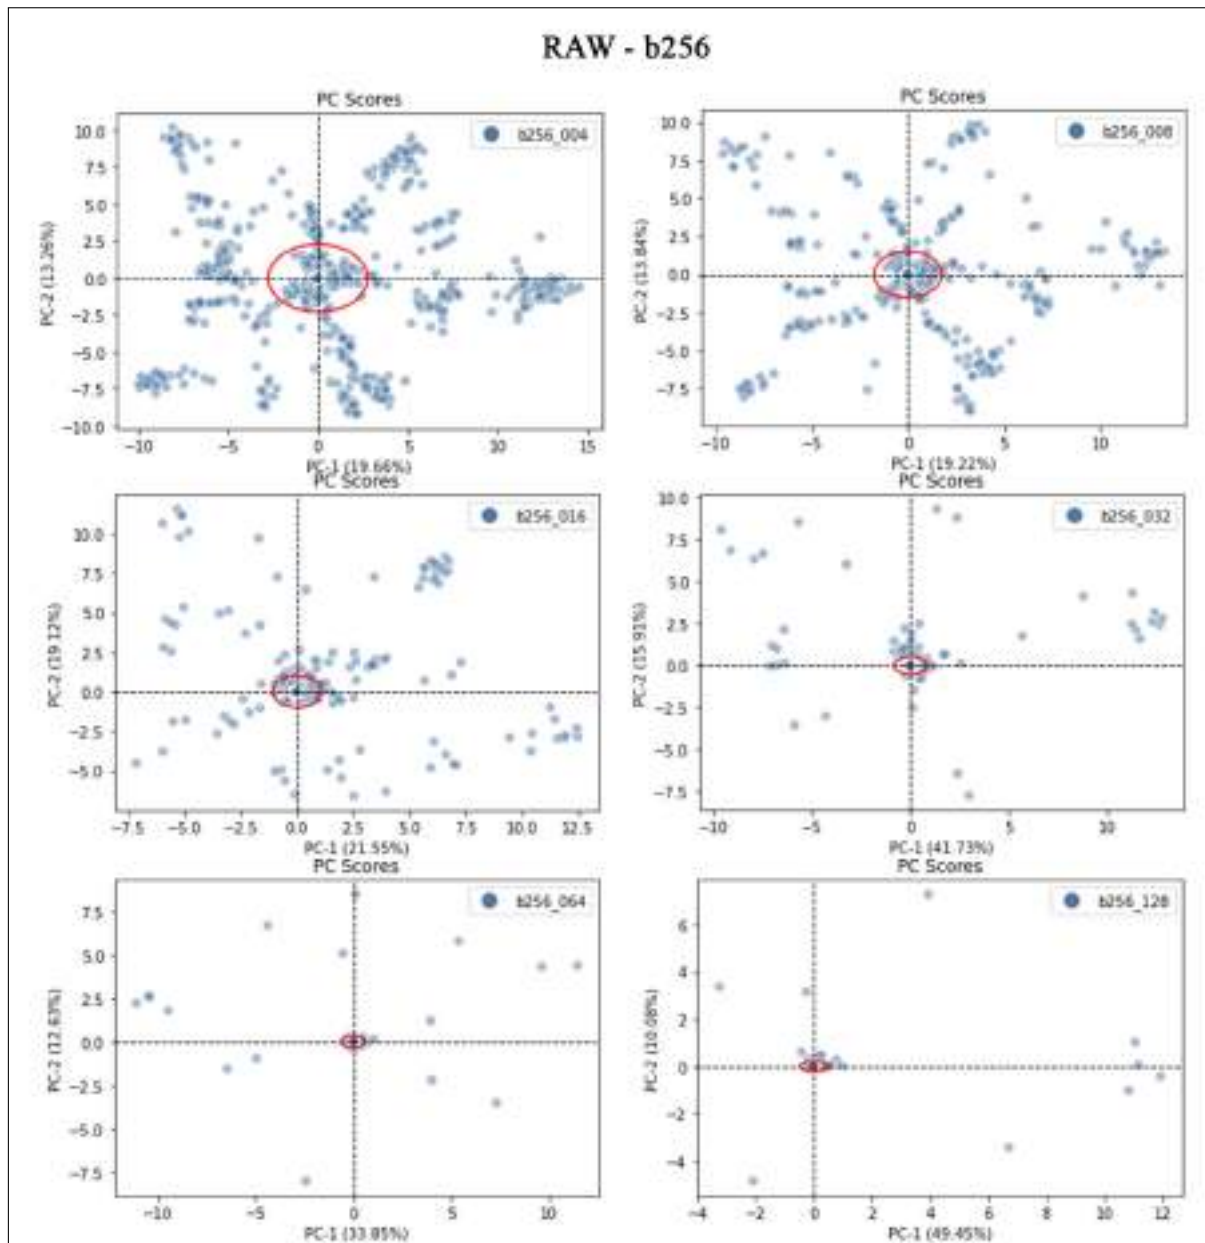 RAW - b256
PC Scores
b256_004
10.0
7.5
5.0
2.5
0.0
−2.5
−5.0
−7.5
−10.0
PC-2 (13.26%)
−10 −5 0 5 10 15
PC-1 (19.66%)
PC Scores
b256_008
10.0
7.5
5.0
2.5
0.0
−2.5
−5.0
−7.5
PC-2 (13.84%)
−10 −5 0 5 10
PC-1 (19.22%)
PC Scores
b256_016
10.0
7.5
5.0
2.5
0.0
−2.5
−5.0
PC-2 (19.12%)
−7.5 −5.0 −2.5 0.0 2.5 5.0 7.5 10.0 12.5
PC-1 (21.55%)
PC Scores
b256_032
10.0
7.5
5.0
2.5
0.0
−2.5
−5.0
−7.5
PC-2 (15.91%)
−10 −5 0 5 10
PC-1 (41.73%)
PC Scores
b256_064
7.5
5.0
2.5
0.0
−2.5
−5.0
−7.5
PC-2 (12.63%)
−10 −5 0 5 10
PC-1 (33.85%)
PC Scores
b256_128
6
4
2
0
−2
−4
PC-2 (10.08%)
−4 −2 0 2 4 6 8 10 12
PC-1 (49.45%)